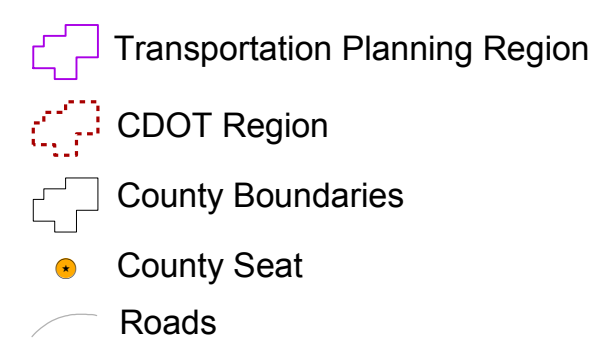 Transportation Planning Region
CDOT Region
County Boundaries
County Seat
Roads